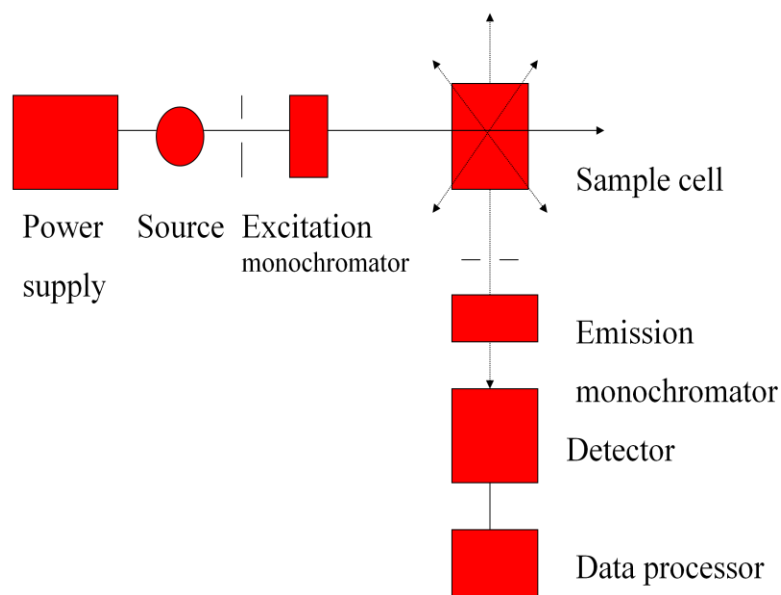 Sample cell
Power
supply
Source
Excitation
monochromator
Emission
monochromator
Detector
Data processor